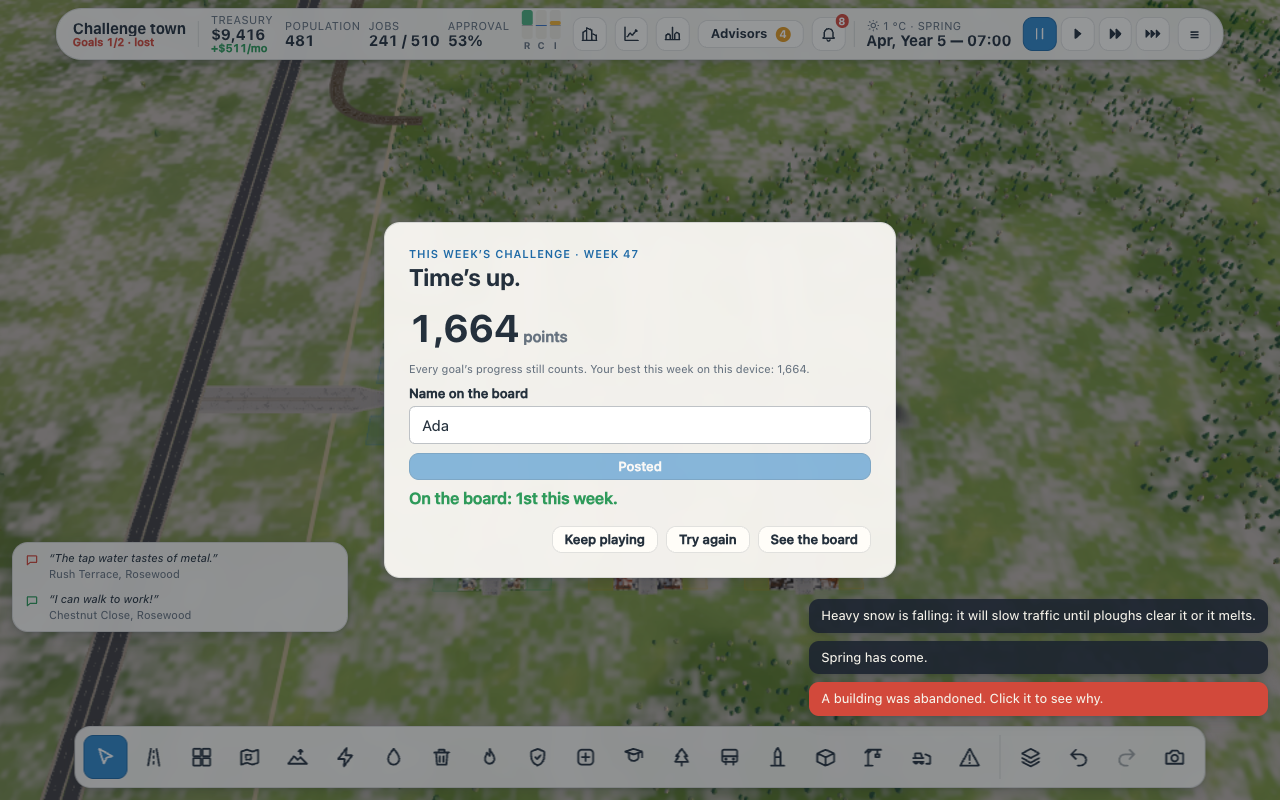 Challenge town
Goals 1/2 · lost
TREASURY
$9,416
+$511/mo
POPULATION
481
JOBS
241 / 510
APPROVAL
53%
R C I
Advisors 4
8
1 °C · SPRING
Apr, Year 5 — 07:00
THIS WEEK’S CHALLENGE · WEEK 47
Time’s up.
1,664 points
Every goal’s progress still counts. Your best this week on this device: 1,664.
Name on the board
Ada
Posted
On the board: 1st this week.
Keep playing
Try again
See the board
“The tap water tastes of metal.”
Rush Terrace, Rosewood
“I can walk to work!”
Chestnut Close, Rosewood
Heavy snow is falling: it will slow traffic until ploughs clear it or it melts.
Spring has come.
A building was abandoned. Click it to see why.